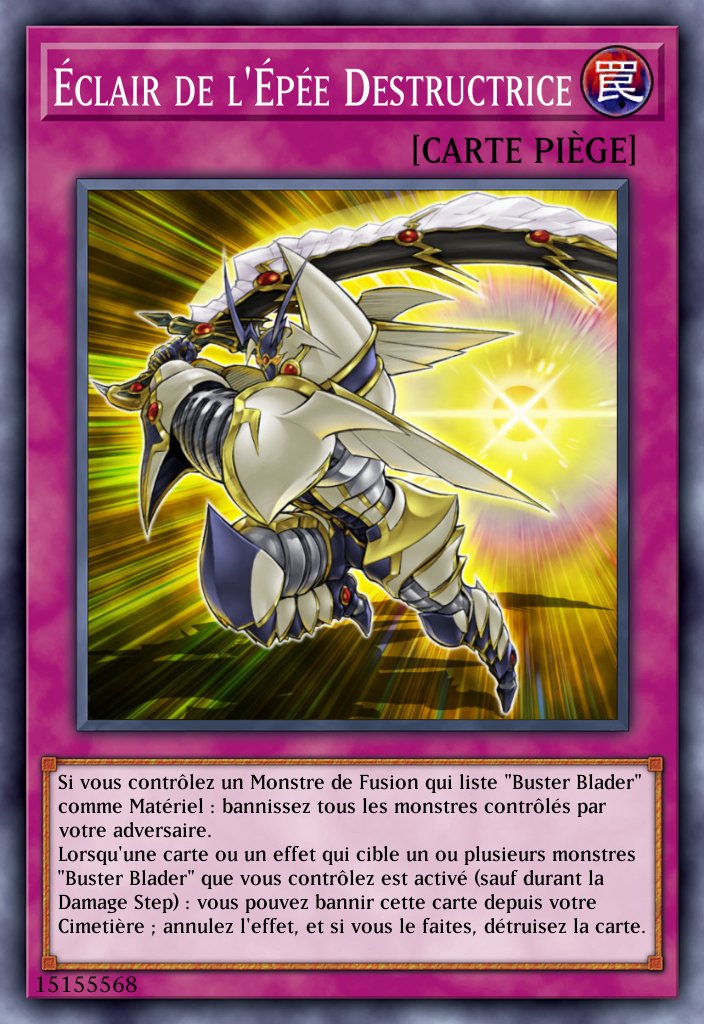 Éclair de l'Épée Destructrice
罠
[CARTE PIÈGE]
Si vous contrôlez un Monstre de Fusion qui liste "Buster Blader"
comme Matériel : bannissez tous les monstres contrôlés par
votre adversaire.
Lorsqu'une carte ou un effet qui cible un ou plusieurs monstres
"Buster Blader" que vous contrôlez est activé (sauf durant la
Damage Step) : vous pouvez bannir cette carte depuis votre
Cimetière ; annulez l'effet, et si vous le faites, détruisez la carte.
15155568